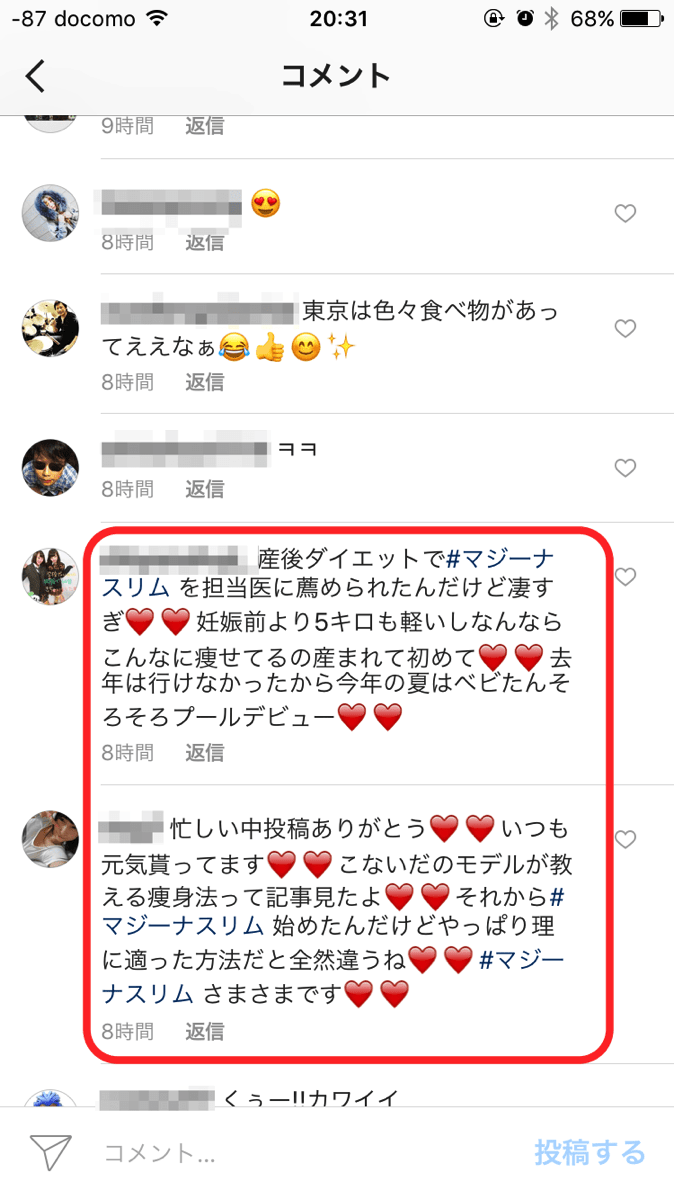 -87 docomo 20:31 68%
コメント
9時間 返信
😍
8時間 返信
東京は色々食べ物があっ
てええなぁ😂👍😊✨
8時間 返信
ㅋㅋ
8時間 返信
産後ダイエットで#マジーナ
スリム を担当医に薦められたんだけど凄す
ぎ❤️❤️妊娠前より5キロも軽いしなんなら
こんなに痩せてるの産まれて初めて❤️❤️去
年は行けなかったから今年の夏はベビたんそ
ろそろプールデビュー❤️❤️
8時間 返信
忙しい中投稿ありがとう❤️❤️いつも
元気貰ってます❤️❤️こないだのモデルが教
える痩身法って記事見たよ❤️❤️それから#
マジーナスリム 始めたんだけどやっぱり理
に適った方法だと全然違うね❤️❤️#マジー
ナスリム さまさまです❤️❤️
8時間 返信
くぅー!!カワイイ
コメント... 投稿する